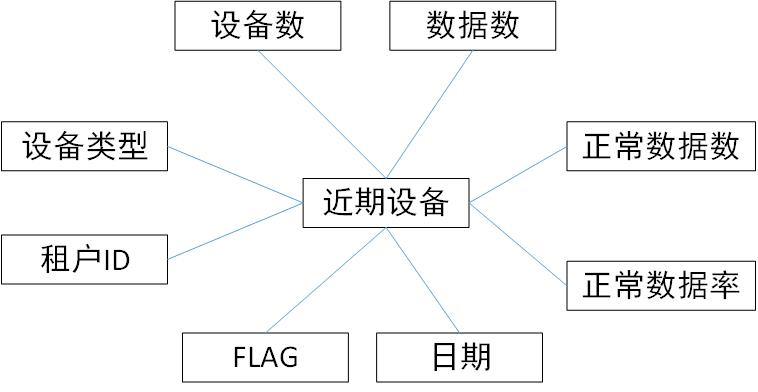 设备数
数据数
设备类型
正常数据数
近期设备
租户ID
正常数据率
FLAG
日期